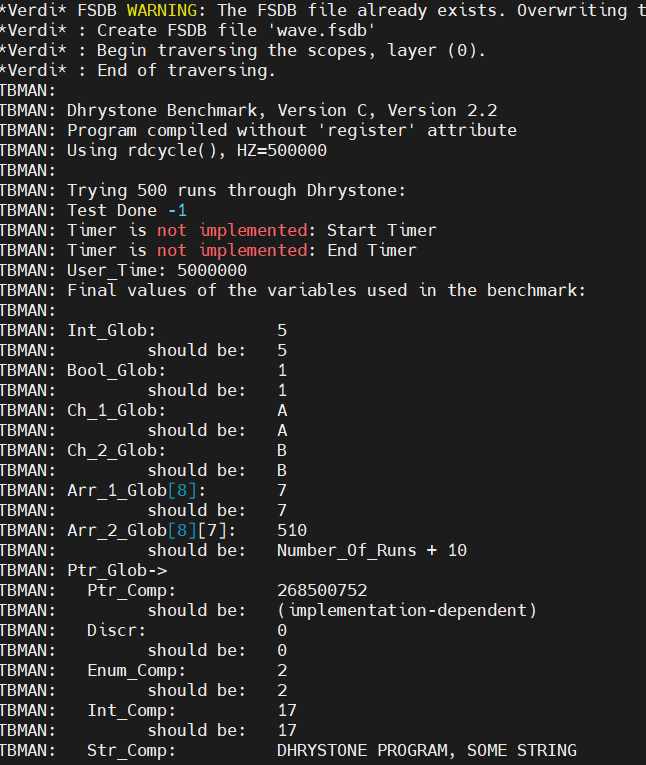 *Verdi* FSDB WARNING: The FSDB file already exists. Overwriting t
*Verdi* : Create FSDB file 'wave.fsdb'
*Verdi* : Begin traversing the scopes, layer (0).
*Verdi* : End of traversing.
TBMAN:
TBMAN: Dhrystone Benchmark, Version C, Version 2.2
TBMAN: Program compiled without 'register' attribute
TBMAN: Using rdcycle(), HZ=500000
TBMAN:
TBMAN: Trying 500 runs through Dhrystone:
TBMAN: Test Done -1
TBMAN: Timer is not implemented: Start Timer
TBMAN: Timer is not implemented: End Timer
TBMAN: User_Time: 5000000
TBMAN: Final values of the variables used in the benchmark:
TBMAN:
TBMAN: Int_Glob:            5
TBMAN:         should be:   5
TBMAN: Bool_Glob:           1
TBMAN:         should be:   1
TBMAN: Ch_1_Glob:           A
TBMAN:         should be:   A
TBMAN: Ch_2_Glob:           B
TBMAN:         should be:   B
TBMAN: Arr_1_Glob[8]:       7
TBMAN:         should be:   7
TBMAN: Arr_2_Glob[8][7]:    510
TBMAN:         should be:   Number_Of_Runs + 10
TBMAN: Ptr_Glob->
TBMAN:   Ptr_Comp:          268500752
TBMAN:         should be:   (implementation-dependent)
TBMAN:   Discr:             0
TBMAN:         should be:   0
TBMAN:   Enum_Comp:         2
TBMAN:         should be:   2
TBMAN:   Int_Comp:          17
TBMAN:         should be:   17
TBMAN:   Str_Comp:          DHRYSTONE PROGRAM, SOME STRING